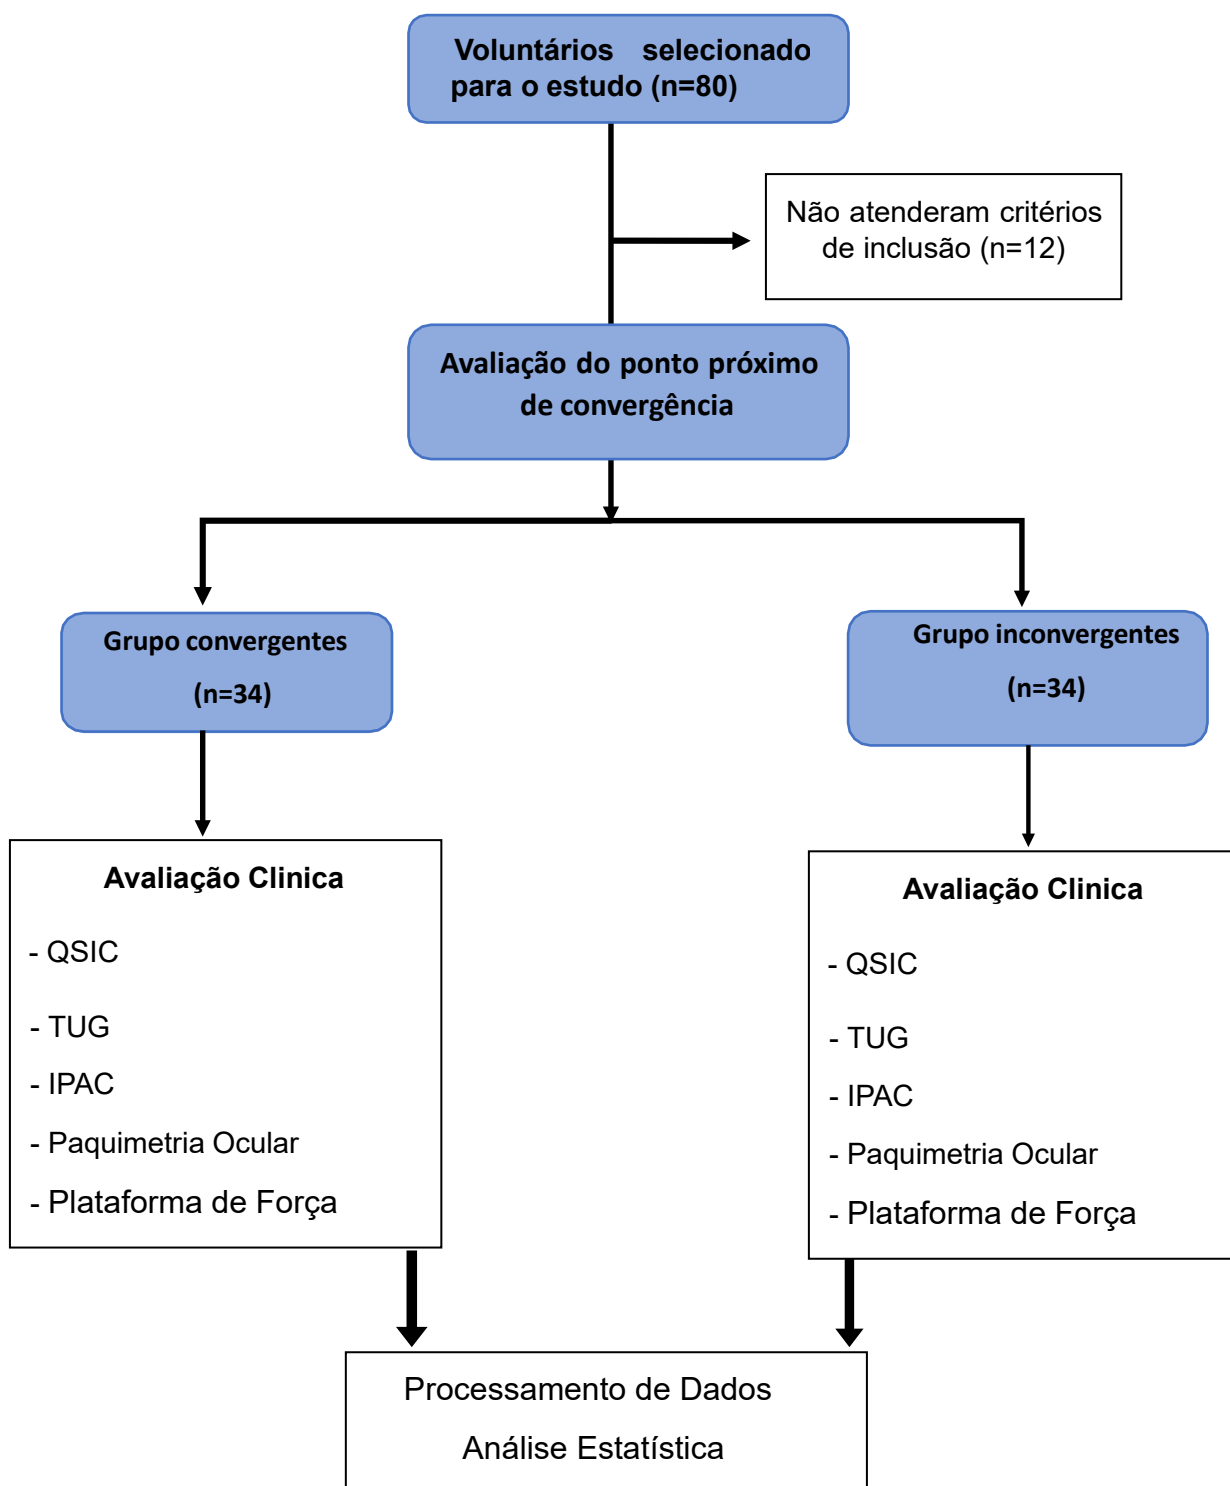 Voluntários selecionado
para o estudo (n=80)
Não atenderam critérios
de inclusão (n=12)
Avaliação do ponto próximo
de convergência
Grupo convergentes
(n=34)
Grupo inconvergentes
(n=34)
Avaliação Clinica
- QSIC
- TUG
- IPAC
- Paquimetria Ocular
- Plataforma de Força
Avaliação Clinica
- QSIC
- TUG
- IPAC
- Paquimetria Ocular
- Plataforma de Força
Processamento de Dados
Análise Estatística